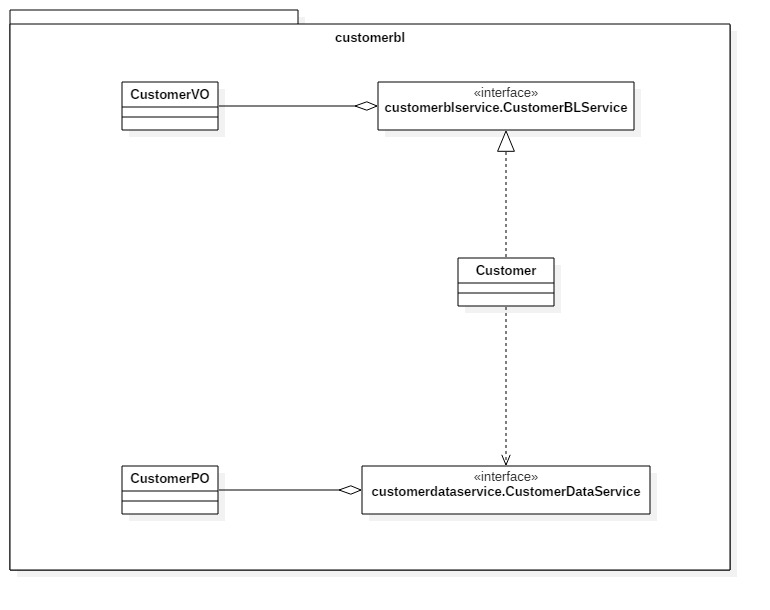 customerbl
CustomerVO
«interface»
customerblservice.CustomerBLService
Customer
CustomerPO
«interface»
customerdataservice.CustomerDataService